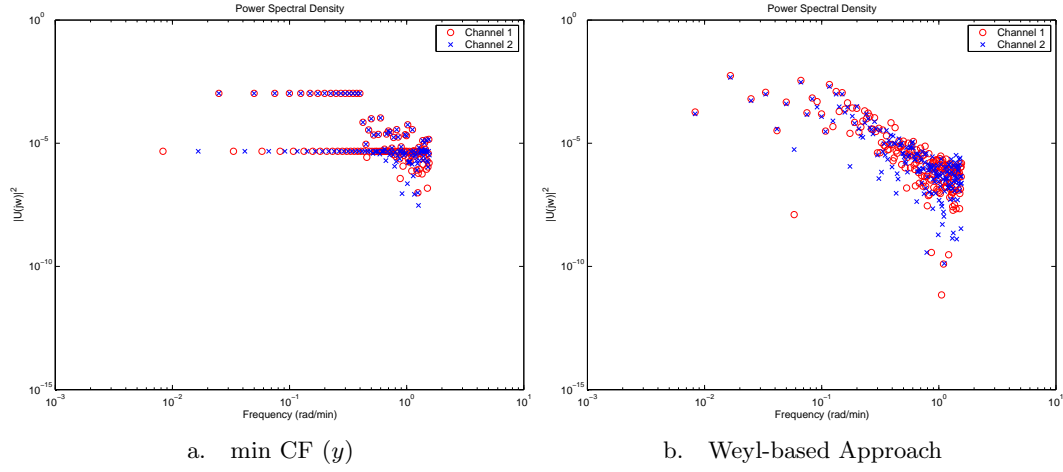 Power Spectral Density
10^0
10^-5
10^-10
10^-15
|U(jw)|^2
Channel 1
Channel 2
10^-3
10^-2
10^-1
10^0
10^1
Frequency (rad/min)
a. min CF (y)
Power Spectral Density
10^0
10^-5
10^-10
10^-15
|U(jw)|^2
Channel 1
Channel 2
10^-3
10^-2
10^-1
10^0
10^1
Frequency (rad/min)
b. Weyl-based Approach